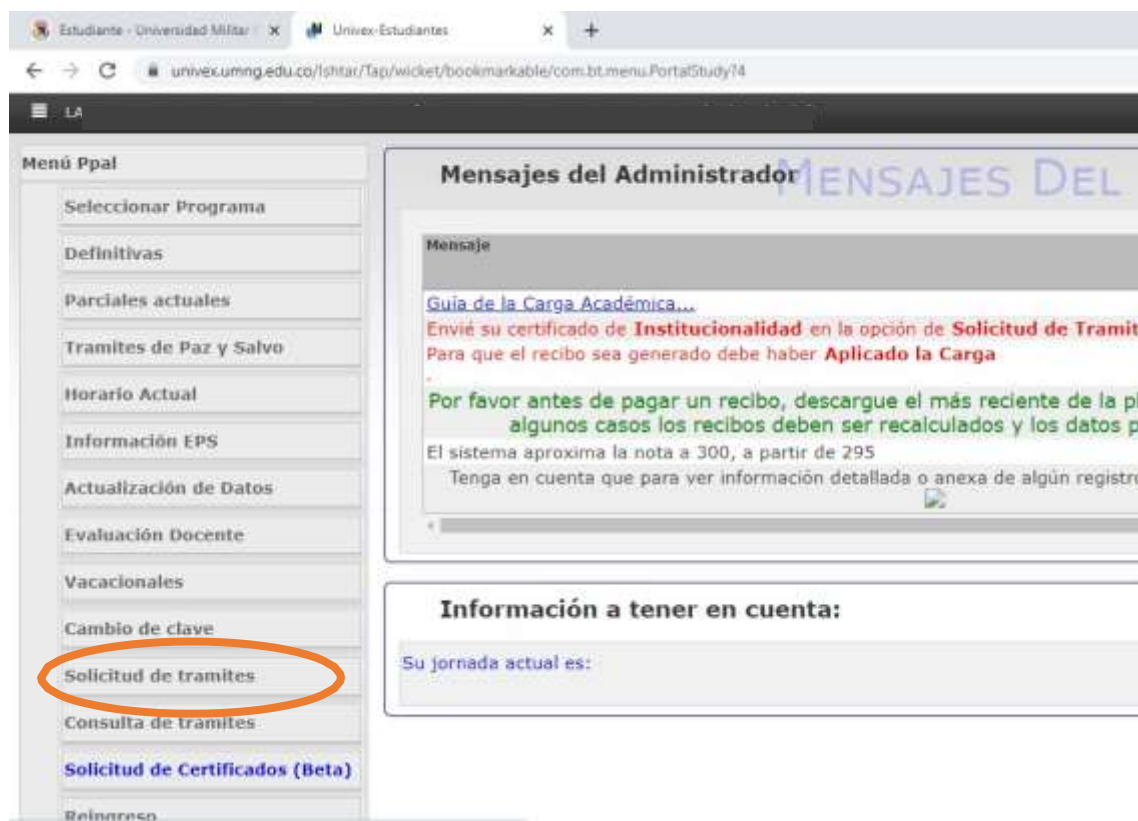 Estudiante - Universidad Militar
Univex-Estudiantes
univex.umng.edu.co/Ishtar/Tap/wicket/bookmarkable/com.bt.menu.PortalStudy?4
LA
Menú Ppal
Seleccionar Programa
Definitivas
Parciales actuales
Tramites de Paz y Salvo
Horario Actual
Información EPS
Actualización de Datos
Evaluación Docente
Vacacionales
Cambio de clave
Solicitud de tramites
Consulta de tramites
Solicitud de Certificados (Beta)
Reingreso
Mensajes del Administrador
MENSAJES DEL
Mensaje
Guía de la Carga Académica...
Envié su certificado de Institucionalidad en la opción de Solicitud de Tramit
Para que el recibo sea generado debe haber Aplicado la Carga
.
Por favor antes de pagar un recibo, descargue el más reciente de la p
algunos casos los recibos deben ser recalculados y los datos p
El sistema aproxima la nota a 300, a partir de 295
Tenga en cuenta que para ver información detallada o anexa de algún registro
Información a tener en cuenta:
Su jornada actual es: